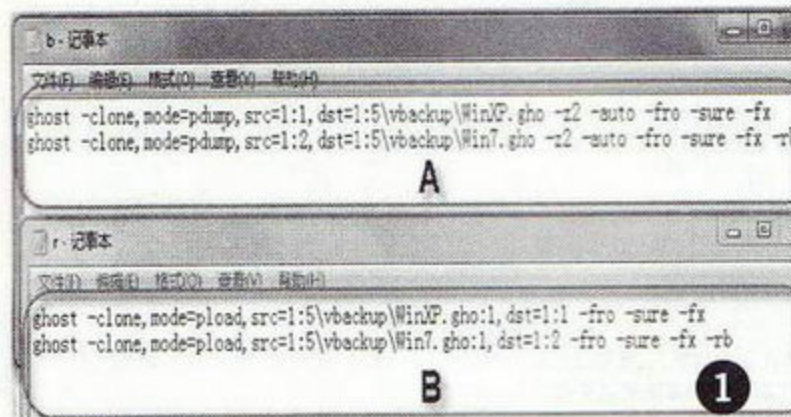 b - 记事本
文件(F) 编辑(E) 格式(O) 查看(V) 帮助(H)
ghost -clone,mode=pdump,src=1:1,dst=1:5\vbackup\WinXP.gho -z2 -auto -fro -sure -fx
ghost -clone,mode=pdump,src=1:2,dst=1:5\vbackup\Win7.gho -z2 -auto -fro -sure -fx -rb
A
r - 记事本
文件(F) 编辑(E) 格式(O) 查看(V) 帮助(H)
ghost -clone,mode=pload,src=1:5\vbackup\WinXP.gho:1,dst=1:1 -fro -sure -fx
ghost -clone,mode=pload,src=1:5\vbackup\Win7.gho:1,dst=1:2 -fro -sure -fx -rb
B
1